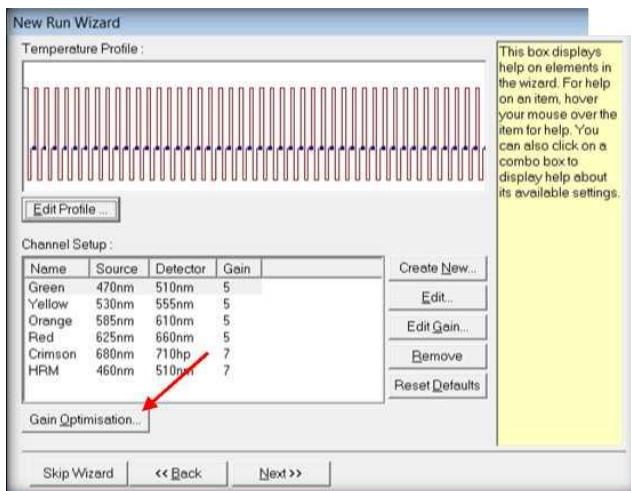 New Run Wizard
Temperature Profile :
This box displays
help on elements in
the wizard. For help
on an item, hover
your mouse over the
item for help. You
can also click on a
combo box to
display help about
its available settings.
Edit Profile ...
Channel Setup :
Name Source Detector Gain
Green 470nm 510nm 5
Yellow 530nm 555nm 5
Orange 585nm 610nm 5
Red 625nm 660nm 5
Crimson 680nm 710hp 7
HRM 460nm 510nm 7
Create New...
Edit...
Edit Gain...
Remove
Reset Defaults
Gain Optimisation...
Skip Wizard
<< Back
Next >>